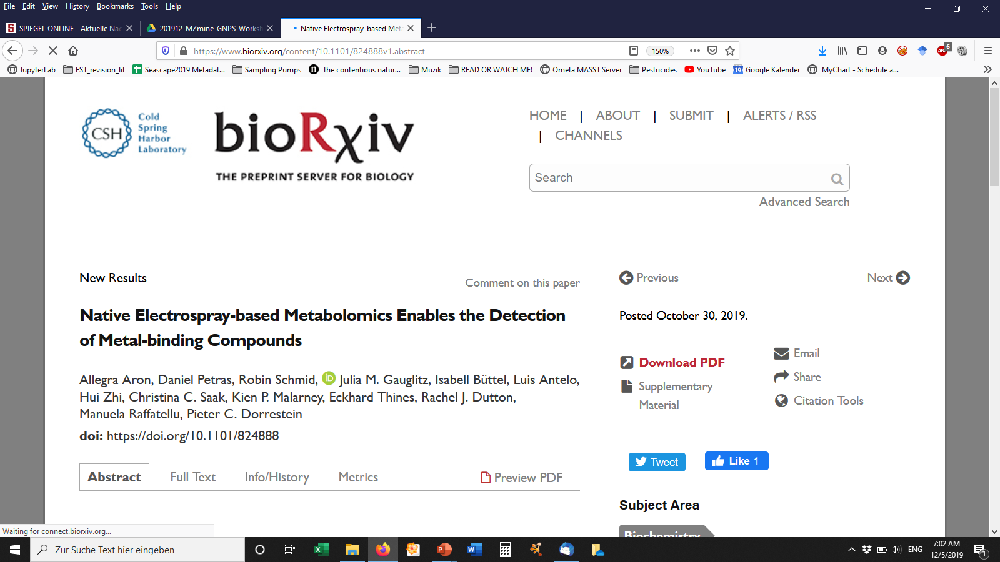 File Edit View History Bookmarks Tools Help
SPIEGEL ONLINE - Aktuelle Nac
201912_MZmine_GNPS_Worksh
Native Electrospray-based Meta
https://www.biorxiv.org/content/10.1101/824888v1.abstract
150%
ABP
6
JupyterLab
EST_revision_lit
Seascape2019 Metadat...
Sampling Pumps
n
The contentious natur...
Muzik
READ OR WATCH ME!
Ometa MASST Server
Pestricides
YouTube
19
Google Kalender
MyChart - Schedule a...
CSH
Cold
Spring
Harbor
Laboratory
bioRxiv
THE PREPRINT SERVER FOR BIOLOGY
HOME | ABOUT | SUBMIT | ALERTS / RSS
| CHANNELS
Search
Advanced Search
New Results
Comment on this paper
Native Electrospray-based Metabolomics Enables the Detection
of Metal-binding Compounds
Allegra Aron, Daniel Petras, Robin Schmid, iD Julia M. Gauglitz, Isabell Büttel, Luis Antelo,
Hui Zhi, Christina C. Saak, Kien P. Malarney, Eckhard Thines, Rachel J. Dutton,
Manuela Raffatellu, Pieter C. Dorrestein
doi: https://doi.org/10.1101/824888
Abstract
Full Text
Info/History
Metrics
Preview PDF
Previous
Next
Posted October 30, 2019.
Download PDF
Supplementary
Material
Email
Share
Citation Tools
Tweet
Like 1
Subject Area
Biochemistry
Waiting for connect.biorxiv.org...
Zur Suche Text hier eingeben
ENG
7:02 AM
12/5/2019
1